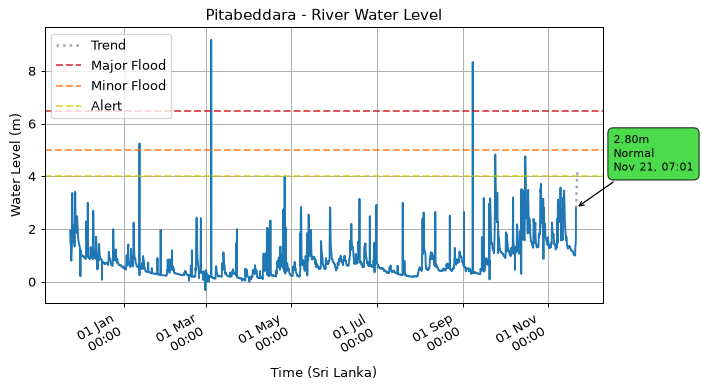 Pitabeddara - River Water Level
Trend
Major Flood
Minor Flood
Alert
Water Level (m)
8
6
4
2
0
2.80m
Normal
Nov 21, 07:01
01 Jan
00:00
01 Mar
00:00
01 May
00:00
01 Jul
00:00
01 Sep
00:00
01 Nov
00:00
Time (Sri Lanka)